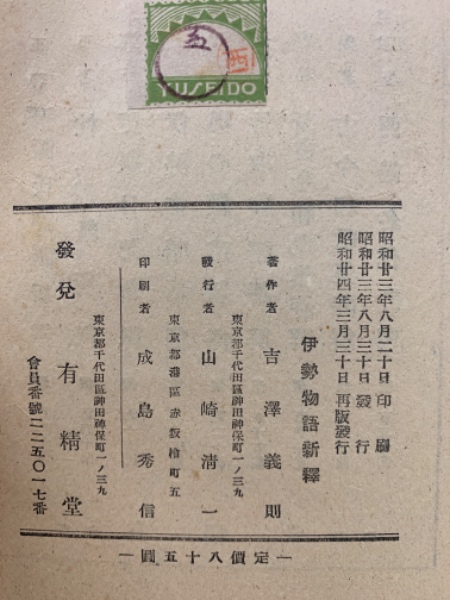 五
西
YUSEIDO
昭和廿三年八月二十日印刷
昭和廿三年八月三十日發行
昭和廿四年三月三十日再版發行
伊勢物語新釋
著作者 吉澤義則
東京都千代田區神田神保町一ノ三九
發行者 山崎清一
東京都港區赤坂檜町五
印刷者 成島秀信
東京都千代田區神田神保町一ノ三九
發兌 有精堂
會員番號二二五〇一七番
―定價八十五圓―